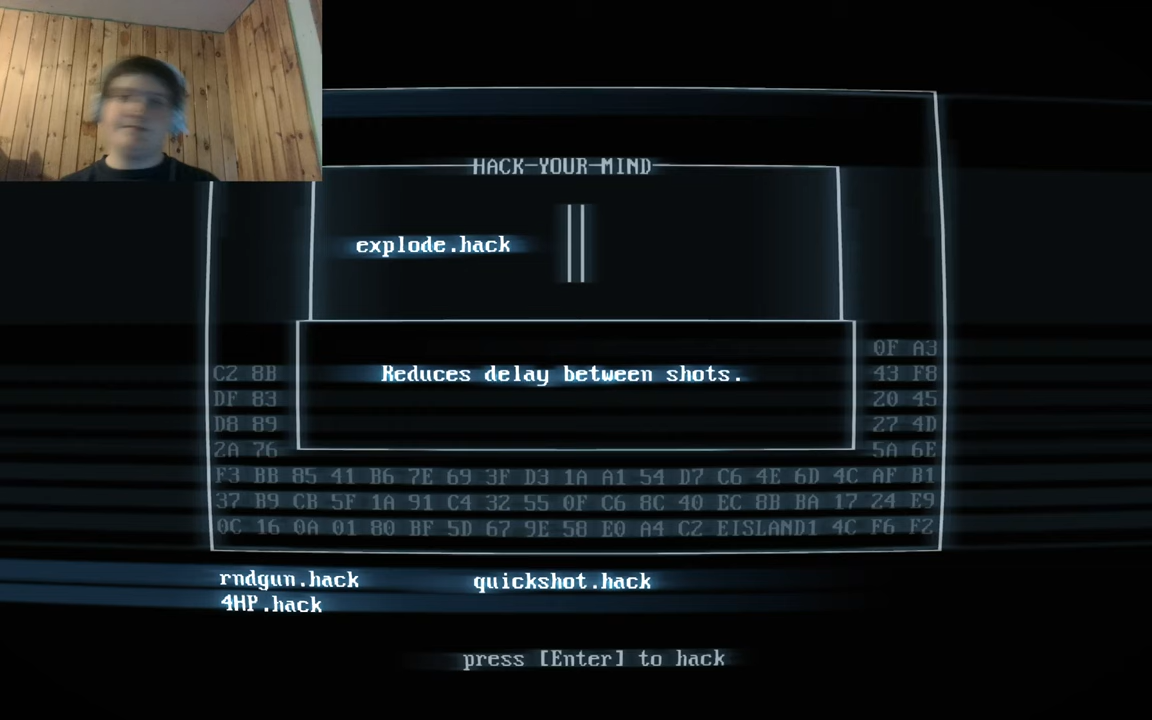 HACK YOUR MIND
explode.hack
Reduces delay between shots.
0F A3
C2 8B 43 F8
DF 83 20 45
D8 89 27 4D
2A 76 5A 6E
F3 BB 85 41 B6 7E 69 3F D3 1A A1 54 D7 C6 4E 6D 4C AF B1
37 B9 CB 5F 1A 91 C4 32 55 0F C6 8C 40 EC 8B BA 17 24 E9
0C 16 0A 01 80 BF 5D 67 9E 58 E0 A4 C2 EISLAND1 4C F6 F2
rndgun.hack quickshot.hack
4HP.hack
press [Enter] to hack